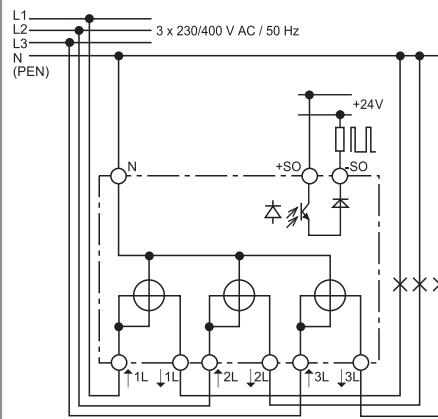 L1
L2
L3
3 x 230/400 V AC / 50 Hz
N
(PEN)
+24V
N
+SO
-SO
↑1L ↓1L ↑2L ↓2L ↑3L ↓3L